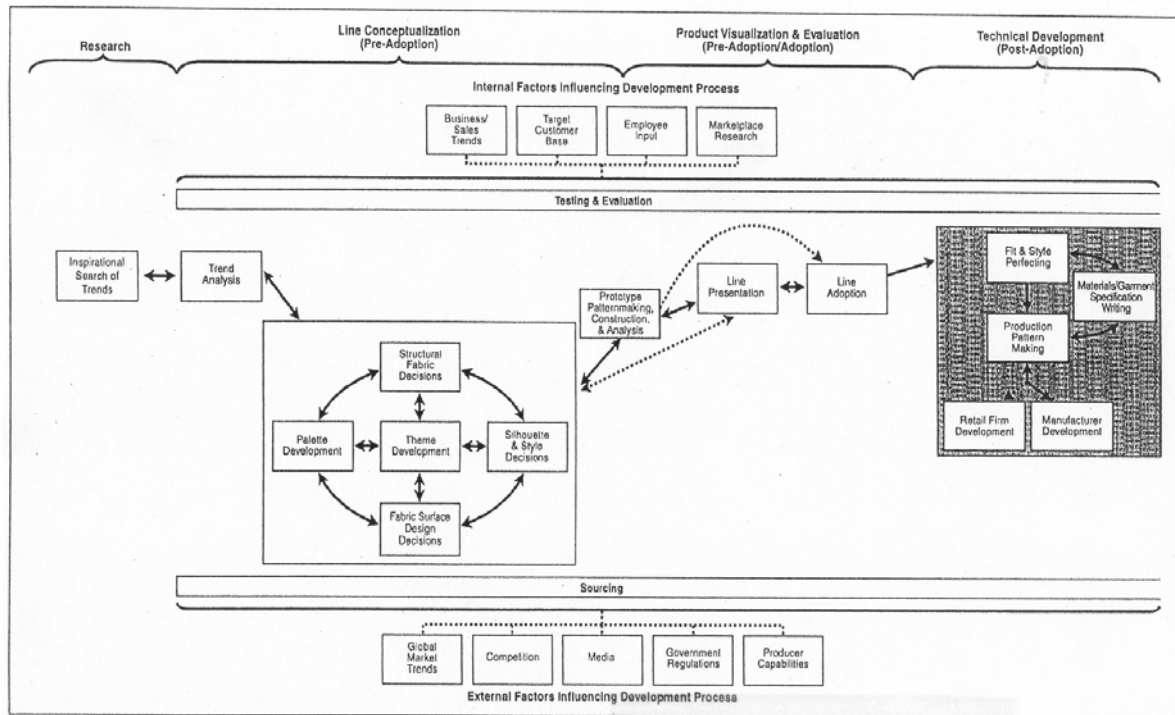 Research
Line Conceptualization
(Pre-Adoption)
Product Visualization & Evaluation
(Pre-Adoption/Adoption)
Technical Development
(Post-Adoption)
Internal Factors Influencing Development Process
Business/
Sales
Trends
Target
Customer
Base
Employee
Input
Marketplace
Research
Testing & Evaluation
Inspirational
Search of
Trends
Trend
Analysis
Structural
Fabric
Decisions
Palette
Development
Theme
Development
Silhouette
& Style
Decisions
Fabric Surface
Design
Decisions
Prototype
Patternmaking,
Construction,
& Analysis
Line
Presentation
Line
Adoption
Fit & Style
Perfecting
Materials/Garment
Specification
Writing
Production
Pattern
Making
Retail Firm
Development
Manufacturer
Development
Sourcing
Global
Market
Trends
Competition
Media
Government
Regulations
Producer
Capabilities
External Factors Influencing Development Process